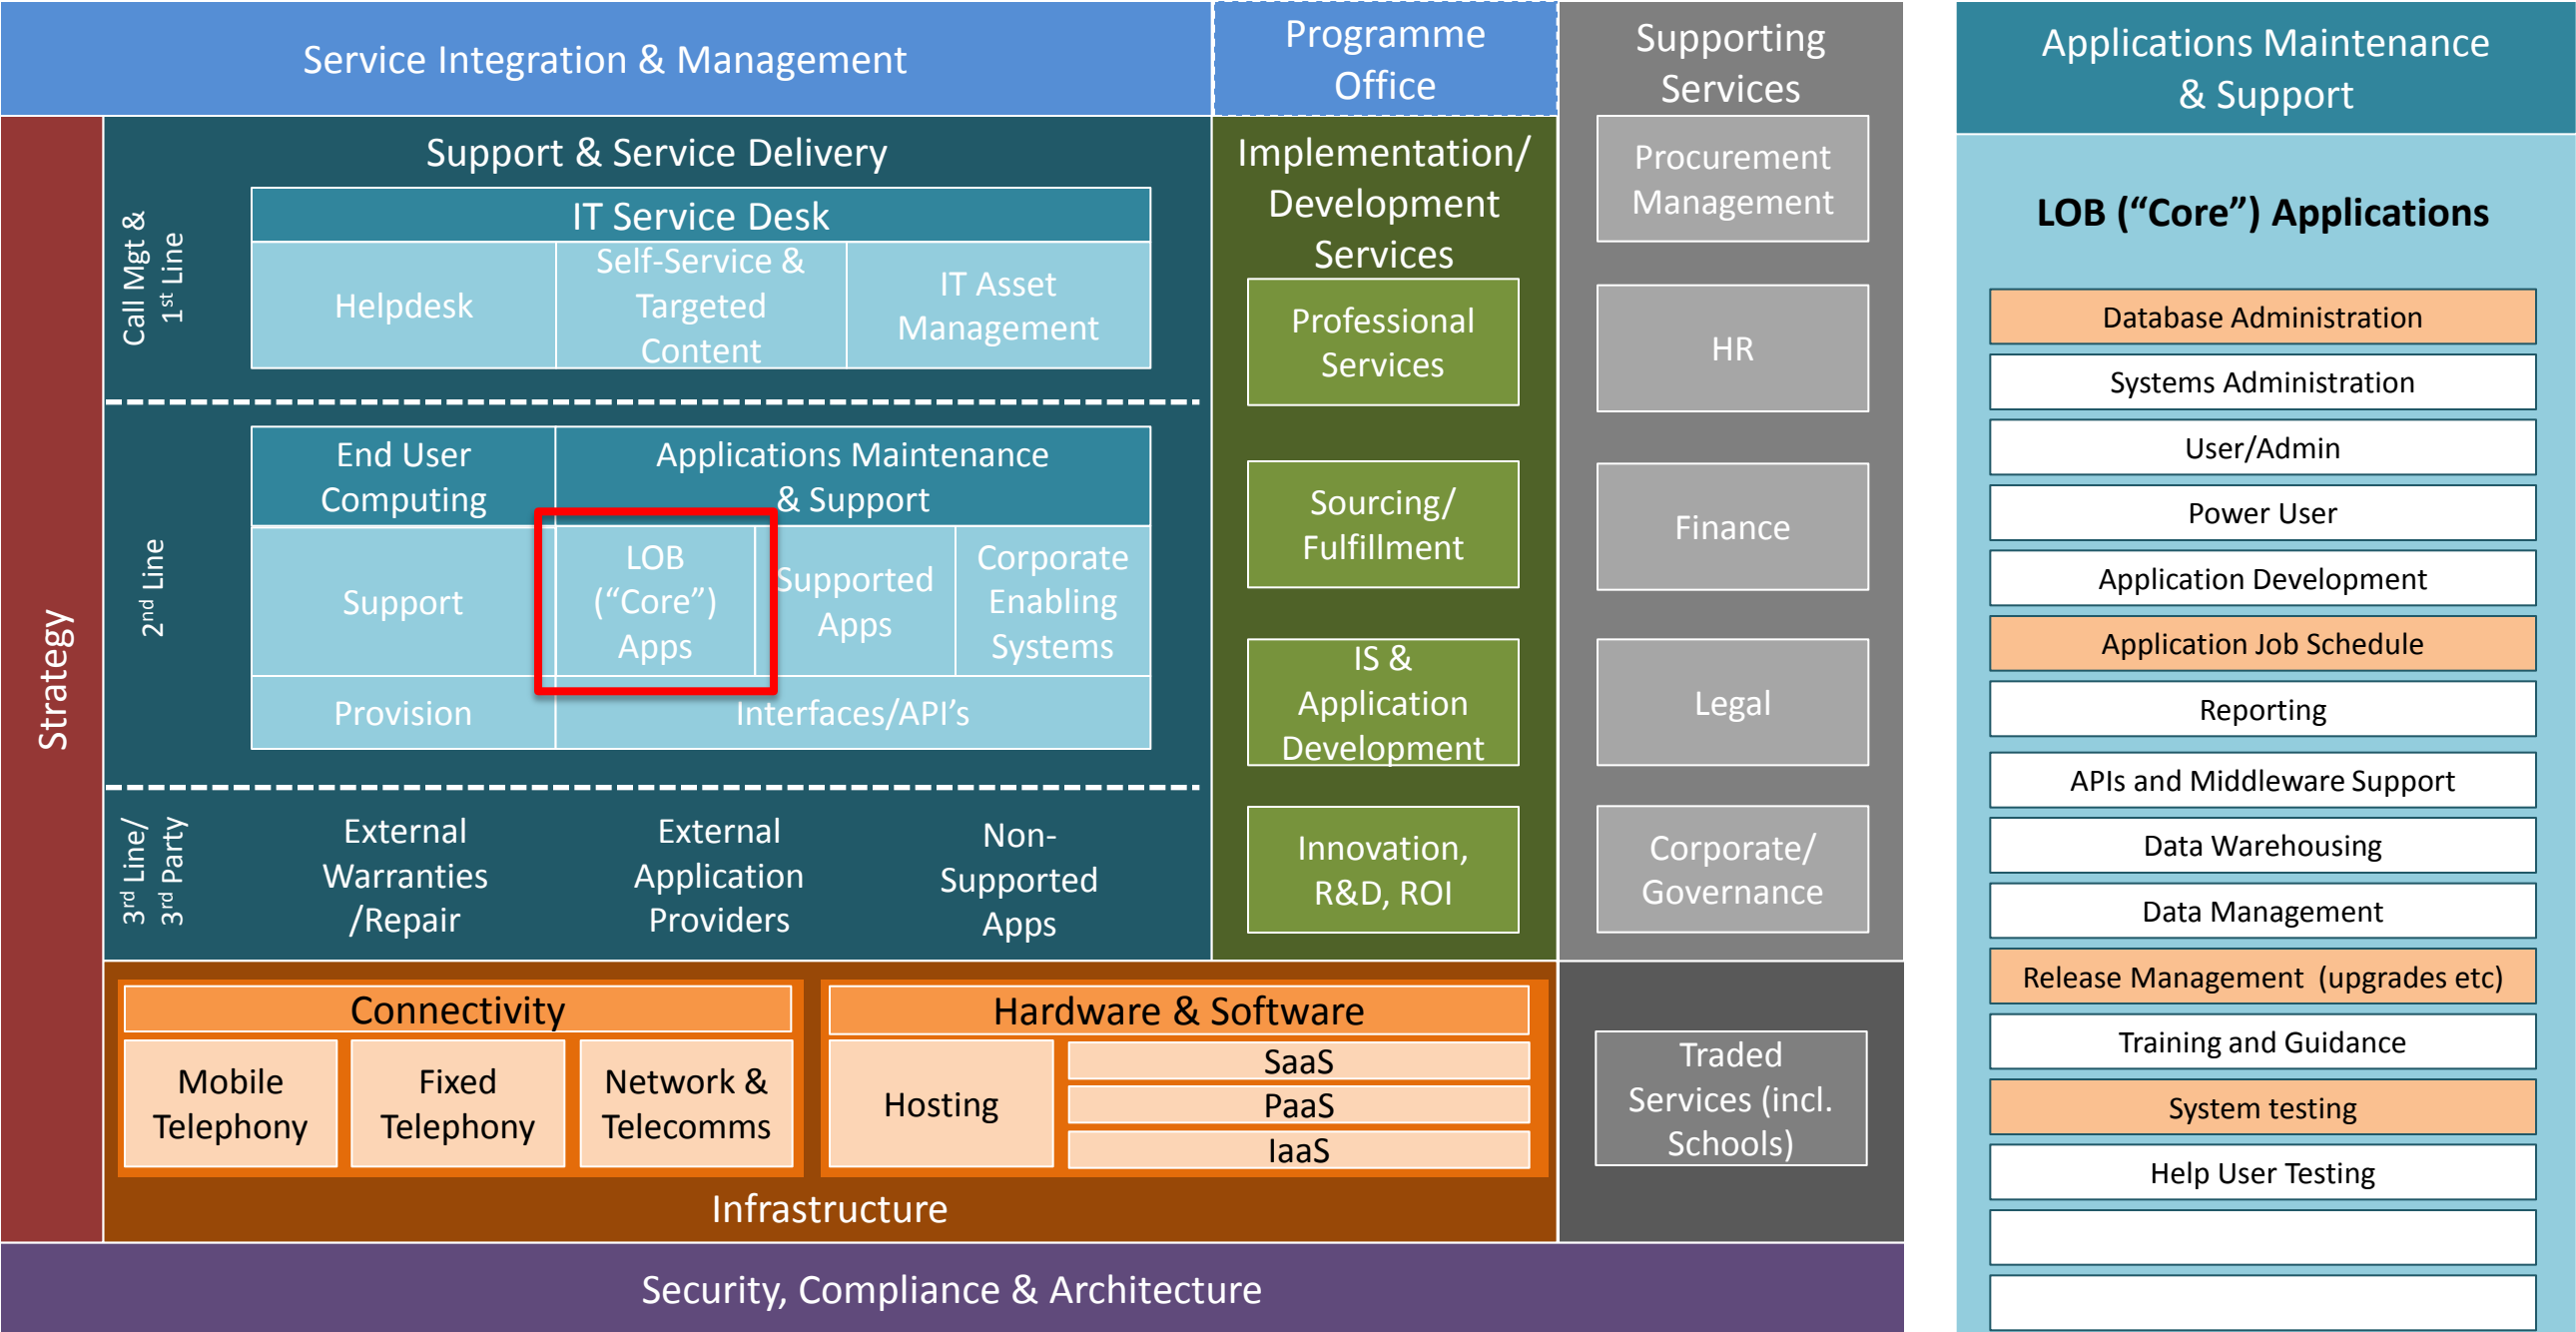 Service Integration & Management
Programme
Office
Supporting
Services
Strategy
Support & Service Delivery
Call Mgt &
1st Line
IT Service Desk
Helpdesk
Self-Service &
Targeted
Content
IT Asset
Management
2nd Line
End User
Computing
Applications Maintenance
& Support
Support
LOB
(“Core”)
Apps
Supported
Apps
Corporate
Enabling
Systems
Provision
Interfaces/API’s
3rd Line/
3rd Party
External
Warranties
/Repair
External
Application
Providers
Non-
Supported
Apps
Implementation/
Development
Services
Professional
Services
Sourcing/
Fulfillment
IS &
Application
Development
Innovation,
R&D, ROI
Procurement
Management
HR
Finance
Legal
Corporate/
Governance
Connectivity
Mobile
Telephony
Fixed
Telephony
Network &
Telecomms
Hardware & Software
Hosting
SaaS
PaaS
IaaS
Infrastructure
Traded
Services (incl.
Schools)
Security, Compliance & Architecture
Applications Maintenance
& Support
LOB (“Core”) Applications
Database Administration
Systems Administration
User/Admin
Power User
Application Development
Application Job Schedule
Reporting
APIs and Middleware Support
Data Warehousing
Data Management
Release Management (upgrades etc)
Training and Guidance
System testing
Help User Testing